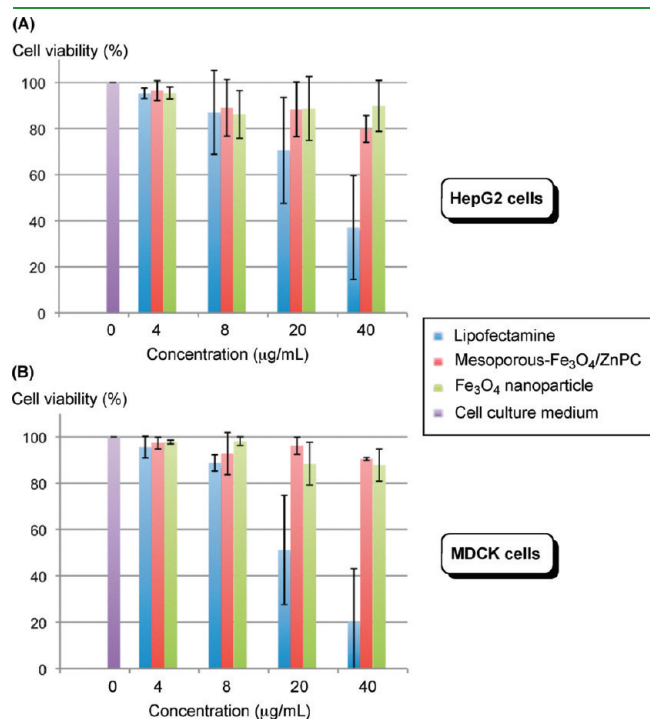 (A)
Cell viability (%)
100
80
60
40
20
0
0 4 8 20 40
Concentration (μg/mL)
HepG2 cells
Lipofectamine
Mesoporous-Fe₃O₄/ZnPC
Fe₃O₄ nanoparticle
Cell culture medium
(B)
Cell viability (%)
100
80
60
40
20
0
0 4 8 20 40
Concentration (μg/mL)
MDCK cells